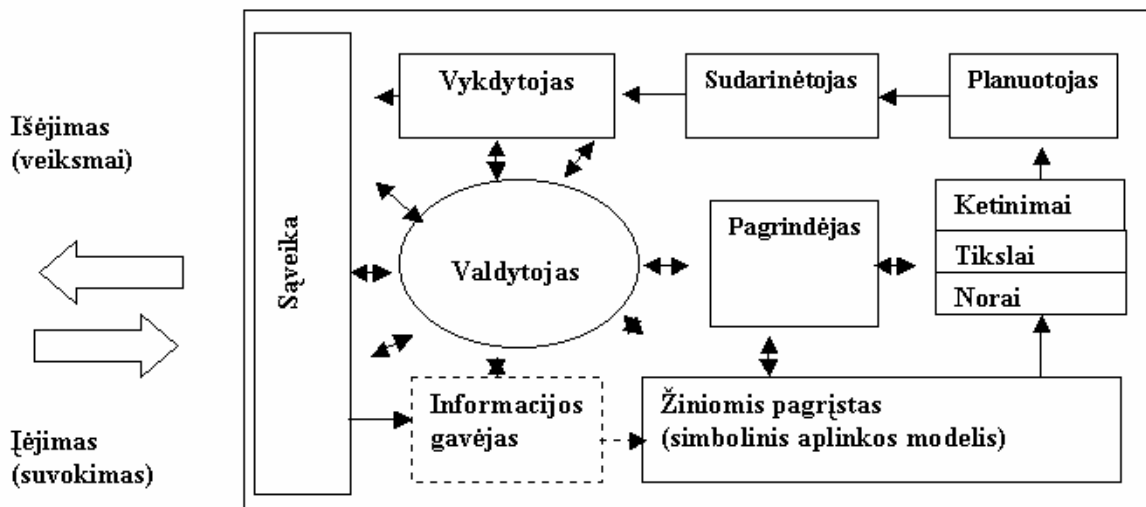 Išėjimas
(veiksmai)
Įėjimas
(suvokimas)
Sąveika
Vykdytojas
Sudarinėtojas
Planuotojas
Valdytojas
Pagrindėjas
Ketinimai
Tikslai
Norai
Informacijos
gavėjas
Žiniomis pagrįstas
(simbolinis aplinkos modelis)